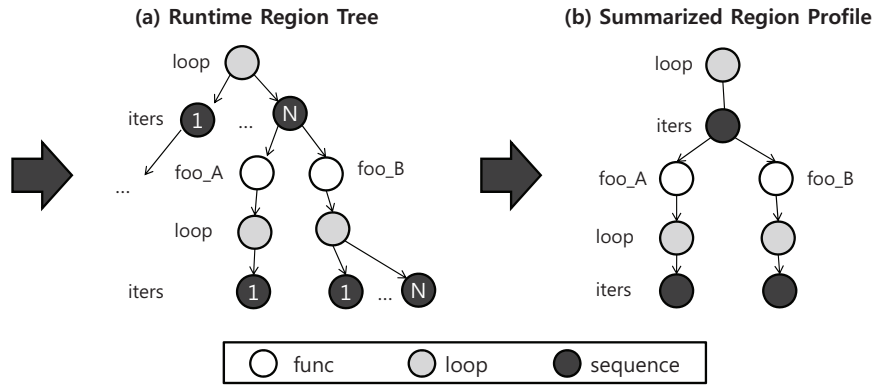 (a) Runtime Region Tree
loop
iters
1
...
N
...
foo_A
foo_B
loop
iters
1
1
...
N
(b) Summarized Region Profile
loop
iters
foo_A
foo_B
loop
iters
func
loop
sequence